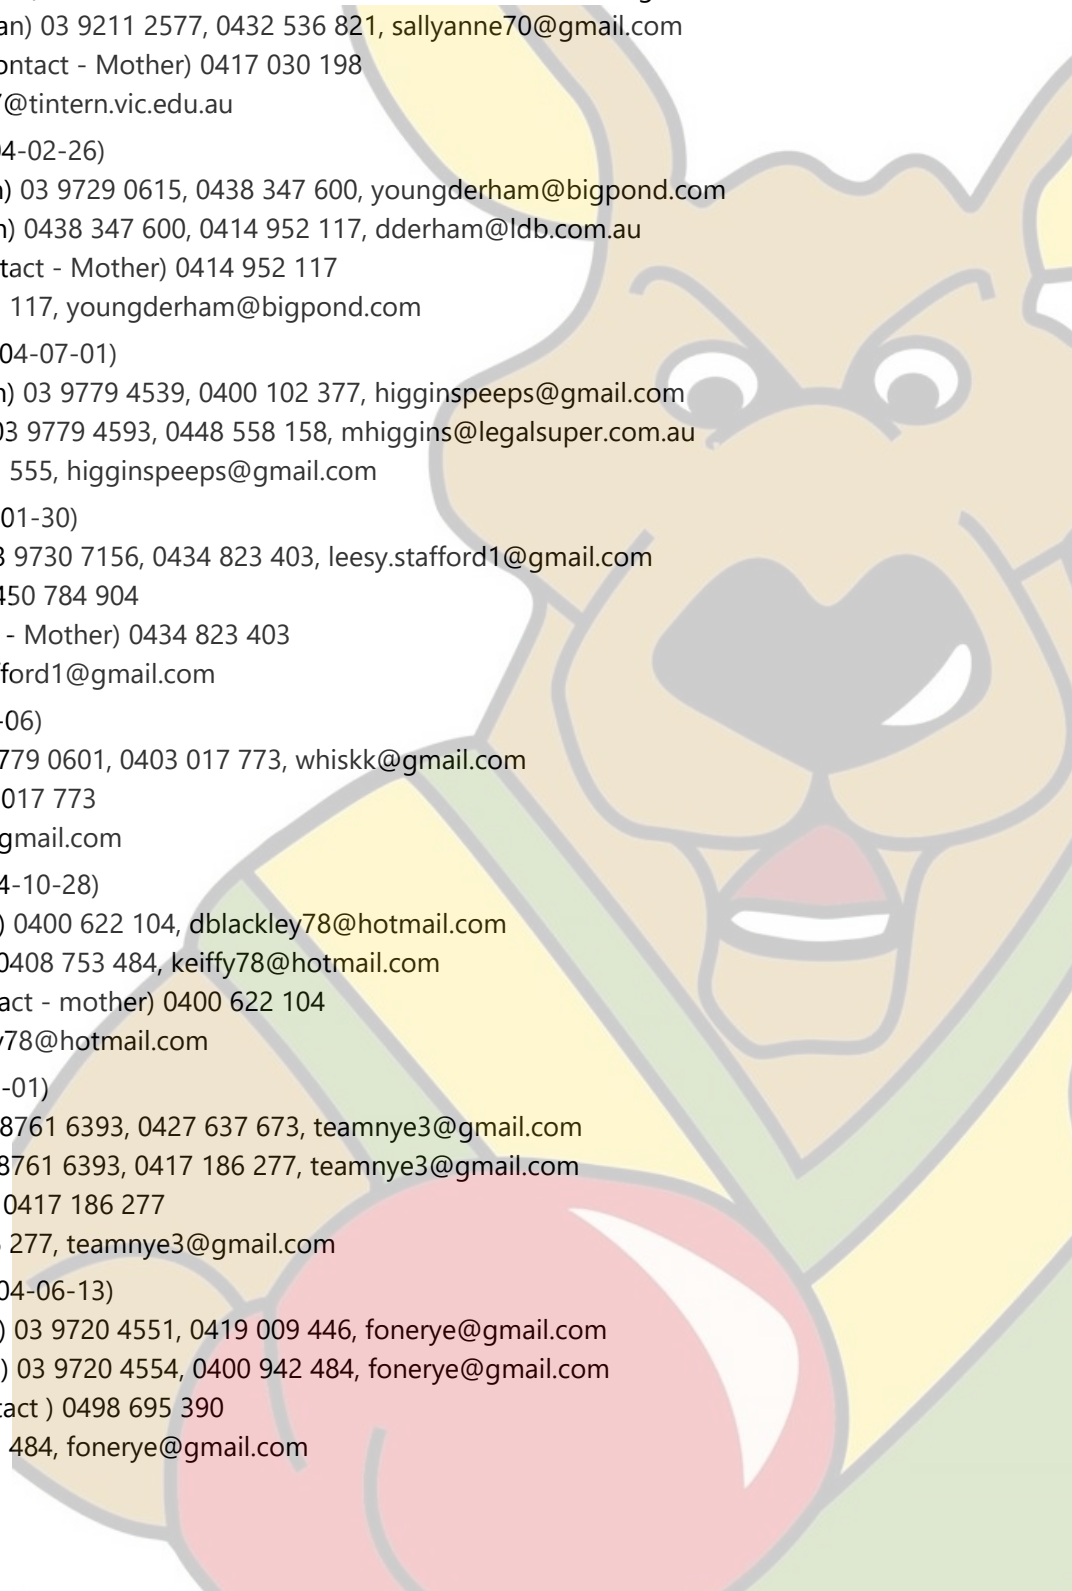 an) 03 9211 2577, 0432 536 821, sallyanne70@gmail.com
ontact - Mother) 0417 030 198
@tintern.vic.edu.au
4-02-26)
) 03 9729 0615, 0438 347 600, youngderham@bigpond.com
) 0438 347 600, 0414 952 117, dderham@ldb.com.au
tact - Mother) 0414 952 117
117, youngderham@bigpond.com
04-07-01)
) 03 9779 4539, 0400 102 377, higginspeeps@gmail.com
03 9779 4593, 0448 558 158, mhiggins@legalsuper.com.au
555, higginspeeps@gmail.com
01-30)
9730 7156, 0434 823 403, leesy.stafford1@gmail.com
450 784 904
- Mother) 0434 823 403
fford1@gmail.com
-06)
779 0601, 0403 017 773, whiskk@gmail.com
017 773
gmail.com
4-10-28)
) 0400 622 104, dblackley78@hotmail.com
0408 753 484, keiffy78@hotmail.com
act - mother) 0400 622 104
y78@hotmail.com
-01)
8761 6393, 0427 637 673, teamnye3@gmail.com
8761 6393, 0417 186 277, teamnye3@gmail.com
0417 186 277
277, teamnye3@gmail.com
04-06-13)
) 03 9720 4551, 0419 009 446, fonerye@gmail.com
) 03 9720 4554, 0400 942 484, fonerye@gmail.com
tact ) 0498 695 390
484, fonerye@gmail.com